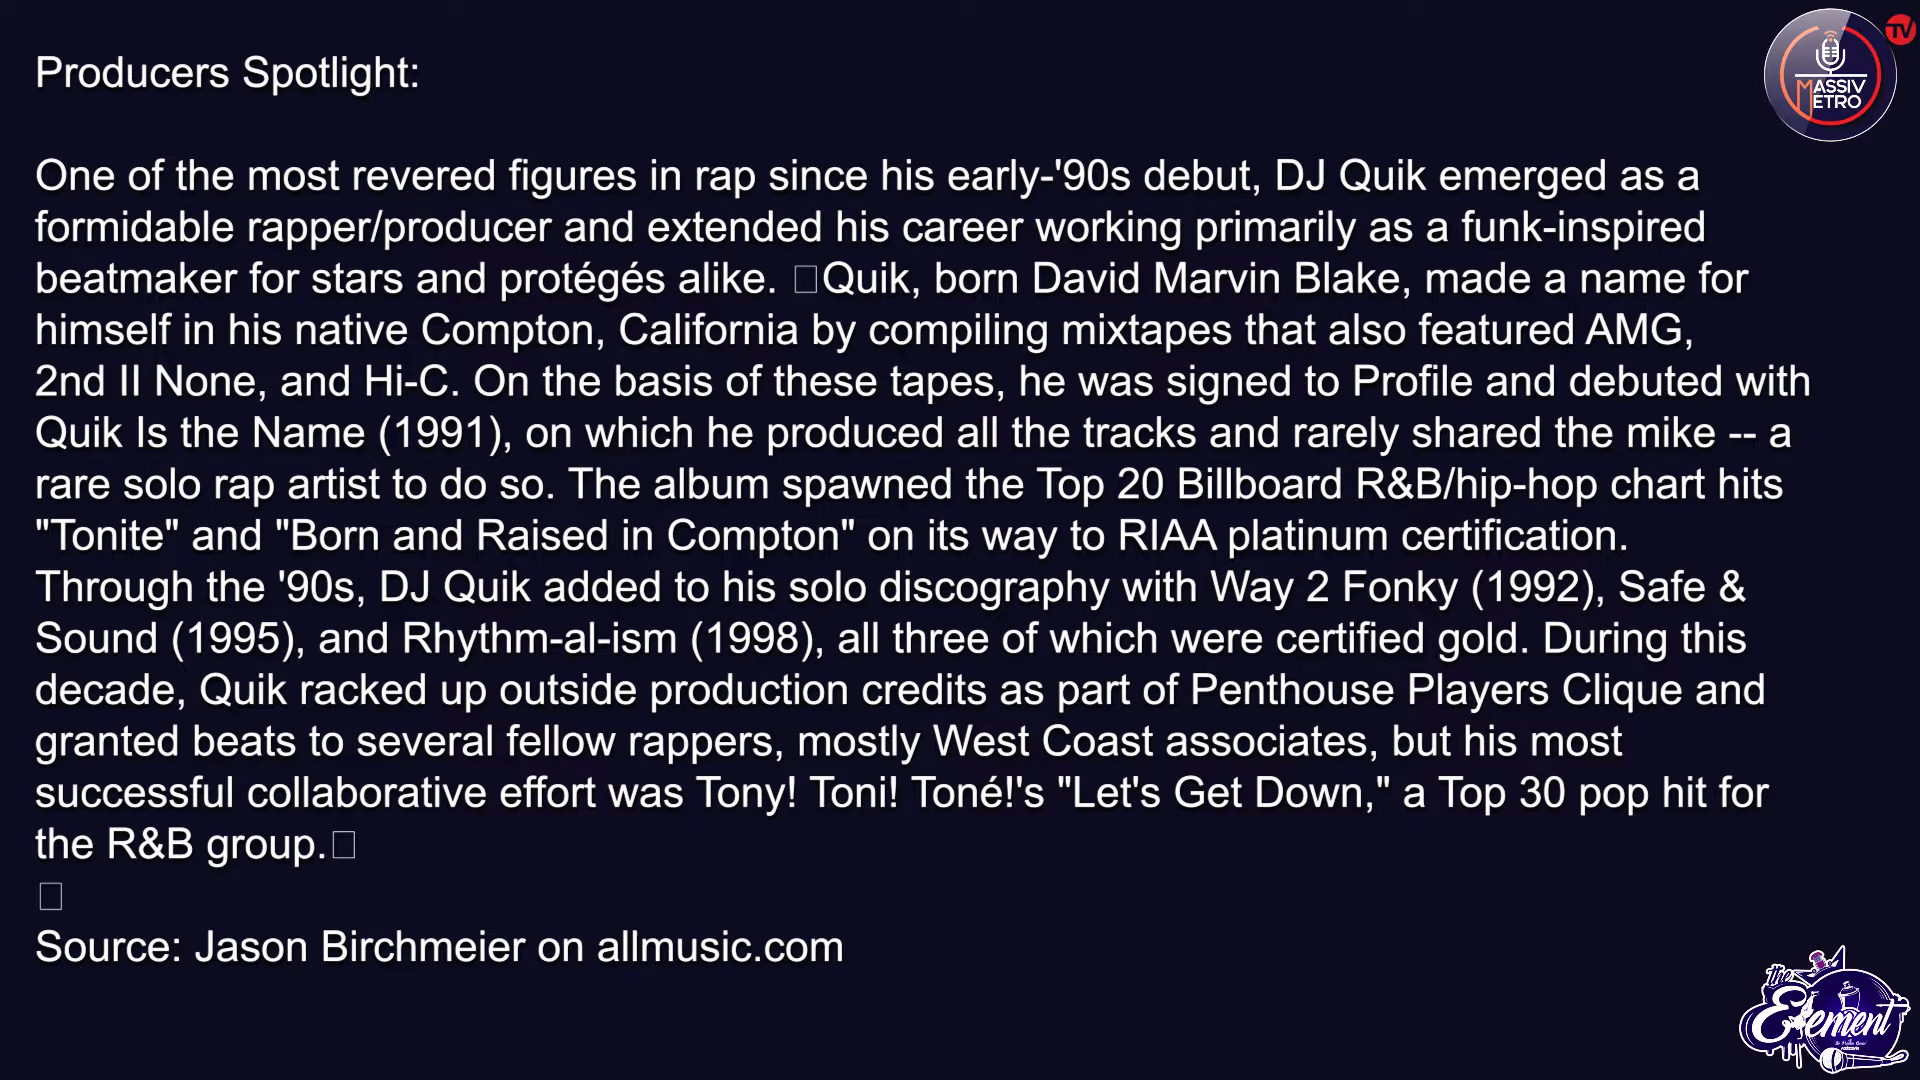 TV
MASSIV
METRO
Producers Spotlight:
One of the most revered figures in rap since his early-'90s debut, DJ Quik emerged as a
formidable rapper/producer and extended his career working primarily as a funk-inspired
beatmaker for stars and protégés alike. □Quik, born David Marvin Blake, made a name for
himself in his native Compton, California by compiling mixtapes that also featured AMG,
2nd II None, and Hi-C. On the basis of these tapes, he was signed to Profile and debuted with
Quik Is the Name (1991), on which he produced all the tracks and rarely shared the mike -- a
rare solo rap artist to do so. The album spawned the Top 20 Billboard R&B/hip-hop chart hits
"Tonite" and "Born and Raised in Compton" on its way to RIAA platinum certification.
Through the '90s, DJ Quik added to his solo discography with Way 2 Fonky (1992), Safe &
Sound (1995), and Rhythm-al-ism (1998), all three of which were certified gold. During this
decade, Quik racked up outside production credits as part of Penthouse Players Clique and
granted beats to several fellow rappers, mostly West Coast associates, but his most
successful collaborative effort was Tony! Toni! Toné!'s "Let's Get Down," a Top 30 pop hit for
the R&B group.□
□
Source: Jason Birchmeier on allmusic.com
the
Element